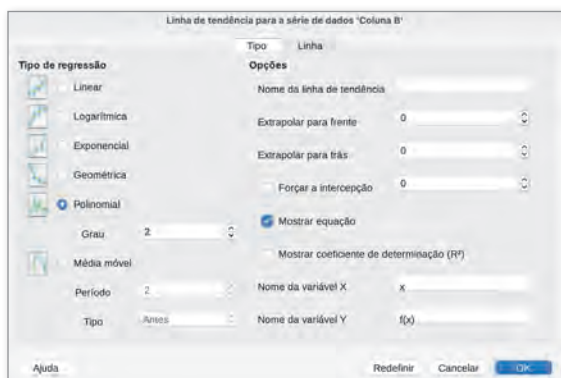 Linha de tendência para a série de dados 'Coluna B'
Tipo
Linha
Tipo de regressão
Linear
Logarítmica
Exponencial
Geométrica
Polinomial
Grau
2
Média móvel
Período
2
Tipo
Antes
Opções
Nome da linha de tendência
Extrapolar para frente
0
Extrapolar para trás
0
Forçar a intercepção
0
Mostrar equação
Mostrar coeficiente de determinação (R²)
Nome da variável X
x
Nome da variável Y
f(x)
Ajuda
Redefinir
Cancelar
OK